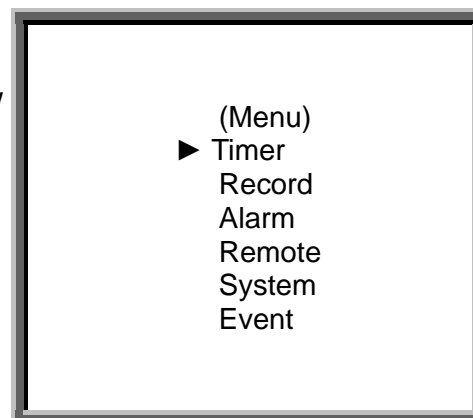 (Menu)
► Timer
Record
Alarm
Remote
System
Event